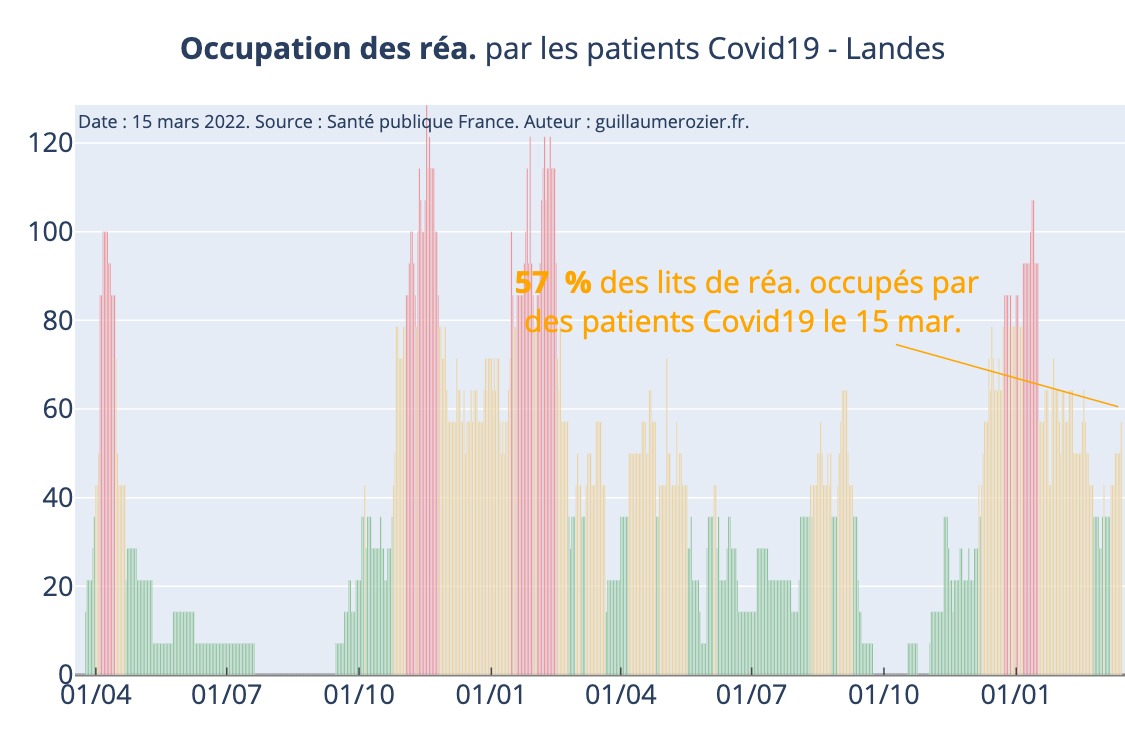 Occupation des réa. par les patients Covid19 - Landes
Date : 15 mars 2022. Source : Santé publique France. Auteur : guillaumerozier.fr.
120
100
80
60
40
20
0
57 % des lits de réa. occupés par
des patients Covid19 le 15 mar.
01/04 01/07 01/10 01/01 01/04 01/07 01/10 01/01